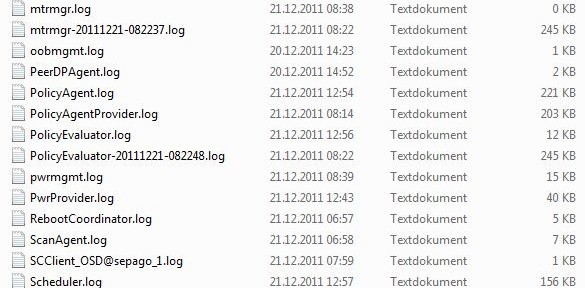 mtrmgr.log 21.12.2011 08:38 Textdokument 0 KB
mtrmgr-20111221-082237.log 21.12.2011 08:22 Textdokument 245 KB
oobmgmt.log 20.12.2011 14:23 Textdokument 1 KB
PeerDPAgent.log 20.12.2011 14:52 Textdokument 2 KB
PolicyAgent.log 21.12.2011 12:54 Textdokument 221 KB
PolicyAgentProvider.log 21.12.2011 08:14 Textdokument 203 KB
PolicyEvaluator.log 21.12.2011 12:56 Textdokument 12 KB
PolicyEvaluator-20111221-082248.log 21.12.2011 08:22 Textdokument 245 KB
pwrmgmt.log 21.12.2011 08:39 Textdokument 15 KB
PwrProvider.log 21.12.2011 12:43 Textdokument 40 KB
RebootCoordinator.log 21.12.2011 06:57 Textdokument 5 KB
ScanAgent.log 21.12.2011 06:58 Textdokument 7 KB
SCClient_OSD@sepago_1.log 21.12.2011 07:59 Textdokument 1 KB
Scheduler.log 21.12.2011 12:57 Textdokument 156 KB